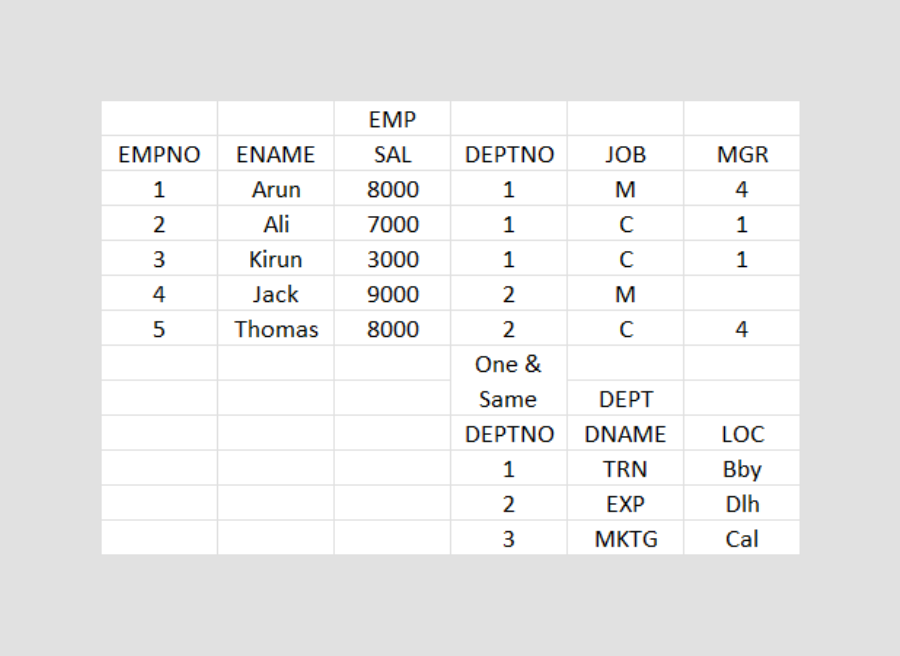 EMP
EMPNO ENAME SAL DEPTNO JOB MGR
1 Arun 8000 1 M 4
2 Ali 7000 1 C 1
3 Kirun 3000 1 C 1
4 Jack 9000 2 M
5 Thomas 8000 2 C 4
One &
Same DEPT
DEPTNO DNAME LOC
1 TRN Bby
2 EXP Dlh
3 MKTG Cal